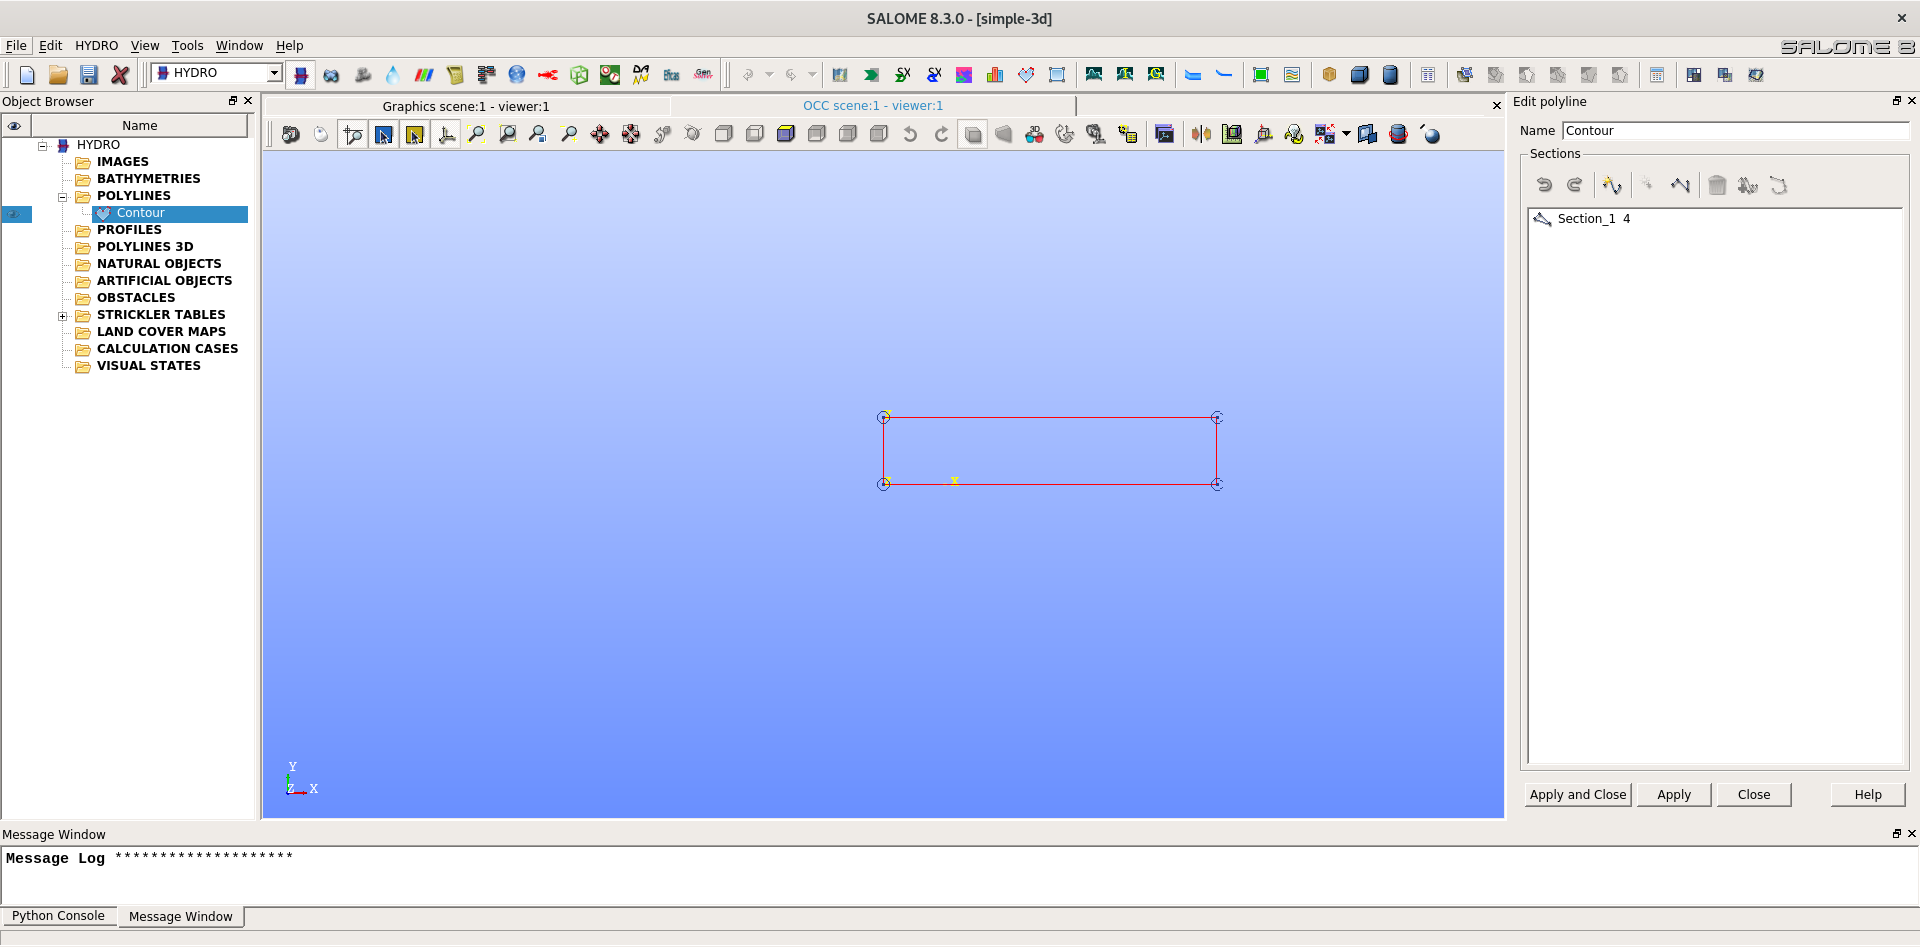 SALOME 8.3.0 - [simple-3d]
File Edit HYDRO View Tools Window Help
SALOME 8
HYDRO
Object Browser
Name
HYDRO
IMAGES
BATHYMETRIES
POLYLINES
Contour
PROFILES
POLYLINES 3D
NATURAL OBJECTS
ARTIFICIAL OBJECTS
OBSTACLES
STRICKLER TABLES
LAND COVER MAPS
CALCULATION CASES
VISUAL STATES
Graphics scene:1 - viewer:1
OCC scene:1 - viewer:1
X
Y
Z X
Edit polyline
Name Contour
Sections
Section_1 4
Apply and Close Apply Close Help
Message Window
Message Log ********************
Python Console Message Window